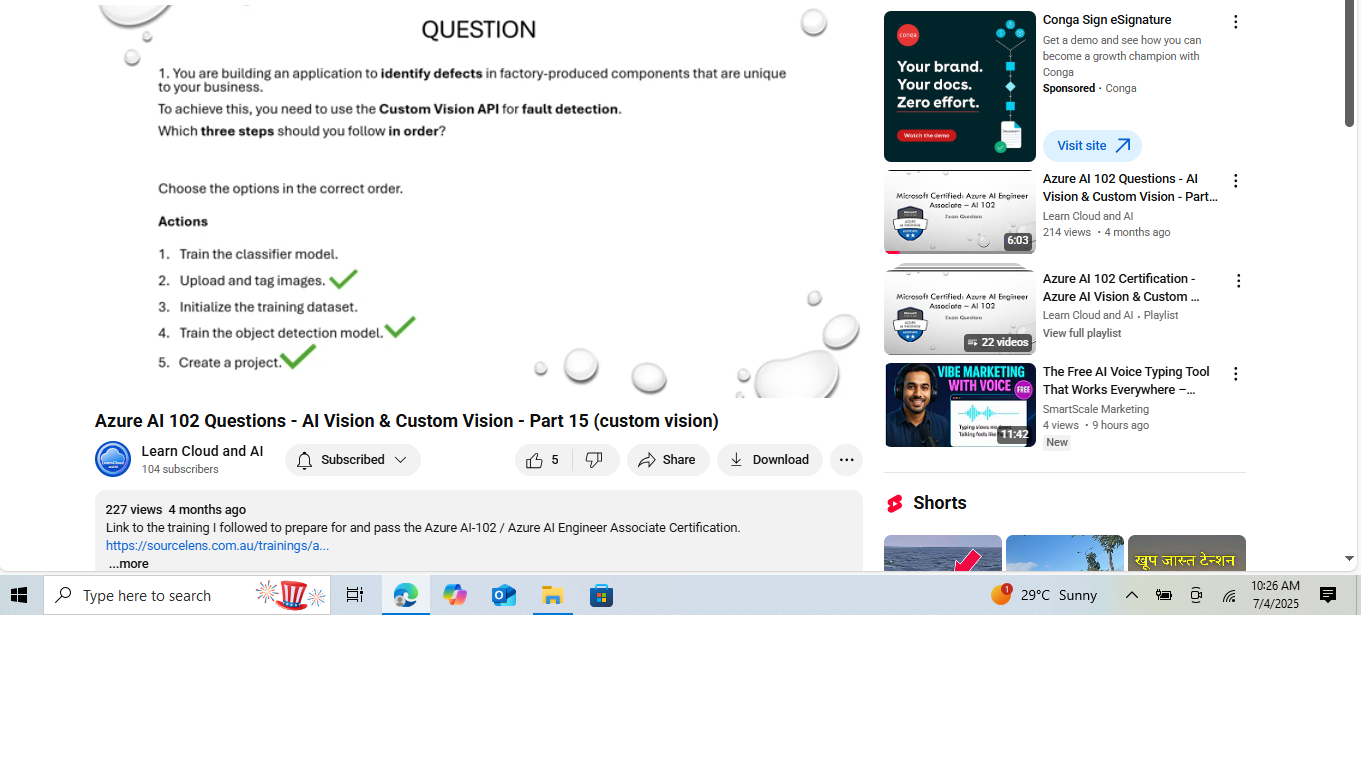 QUESTION
1. You are building an application to identify defects in factory-produced components that are unique
to your business.
To achieve this, you need to use the Custom Vision API for fault detection.
Which three steps should you follow in order?
Choose the options in the correct order.
Actions
1. Train the classifier model.
2. Upload and tag images.
3. Initialize the training dataset.
4. Train the object detection model.
5. Create a project.
Azure AI 102 Questions - AI Vision & Custom Vision - Part 15 (custom vision)
Learn Cloud and AI
104 subscribers
Subscribed
5
Share
Download
227 views 4 months ago
Link to the training I followed to prepare for and pass the Azure AI-102 / Azure AI Engineer Associate Certification.
https://sourcelens.com.au/trainings/a...
...more
conga
Your brand.
Your docs.
Zero effort.
Watch the demo
Conga Sign eSignature
Get a demo and see how you can
become a growth champion with
Conga
Sponsored · Conga
Visit site
Microsoft Certified: Azure AI Engineer
Associate – AI 102
Exam Questions
6:03
Azure AI 102 Questions - AI
Vision & Custom Vision - Part...
Learn Cloud and AI
214 views • 4 months ago
Microsoft Certified: Azure AI Engineer
Associate – AI 102
Exam Questions
22 videos
Azure AI 102 Certification -
Azure AI Vision & Custom ...
Learn Cloud and AI • Playlist
View full playlist
VIBE MARKETING
WITH VOICE
FREE
11:42
The Free AI Voice Typing Tool
That Works Everywhere –...
SmartScale Marketing
4 views • 9 hours ago
New
Shorts
खूप जास्त टेन्शन
Type here to search
1
29°C Sunny
10:26 AM
7/4/2025